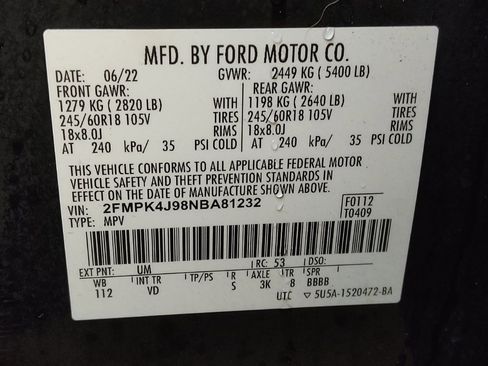 MFD. BY FORD MOTOR CO.
DATE: 06/22 GVWR: 2449 KG ( 5400 LB)
FRONT GAWR: REAR GAWR:
1279 KG ( 2820 LB) WITH 1198 KG ( 2640 LB) WITH
245/60R18 105V TIRES 245/60R18 105V TIRES
18x8.0J RIMS 18x8.0J RIMS
AT 240 kPa/ 35 PSI COLD AT 240 kPa/ 35 PSI COLD
THIS VEHICLE CONFORMS TO ALL APPLICABLE FEDERAL MOTOR
VEHICLE SAFETY AND THEFT PREVENTION STANDARDS IN
EFFECT ON THE DATE OF MANUFACTURE SHOWN ABOVE.
VIN: 2FMPK4J98NBA81232 F0112
TYPE: MPV T0409
EXT PNT: UM RC: 53 DSO:
WB INT TR TP/PS R AXLE TR SPR
112 VD S 3K 8 BBBB
UTC ▽ 5U5A-1520472-BA